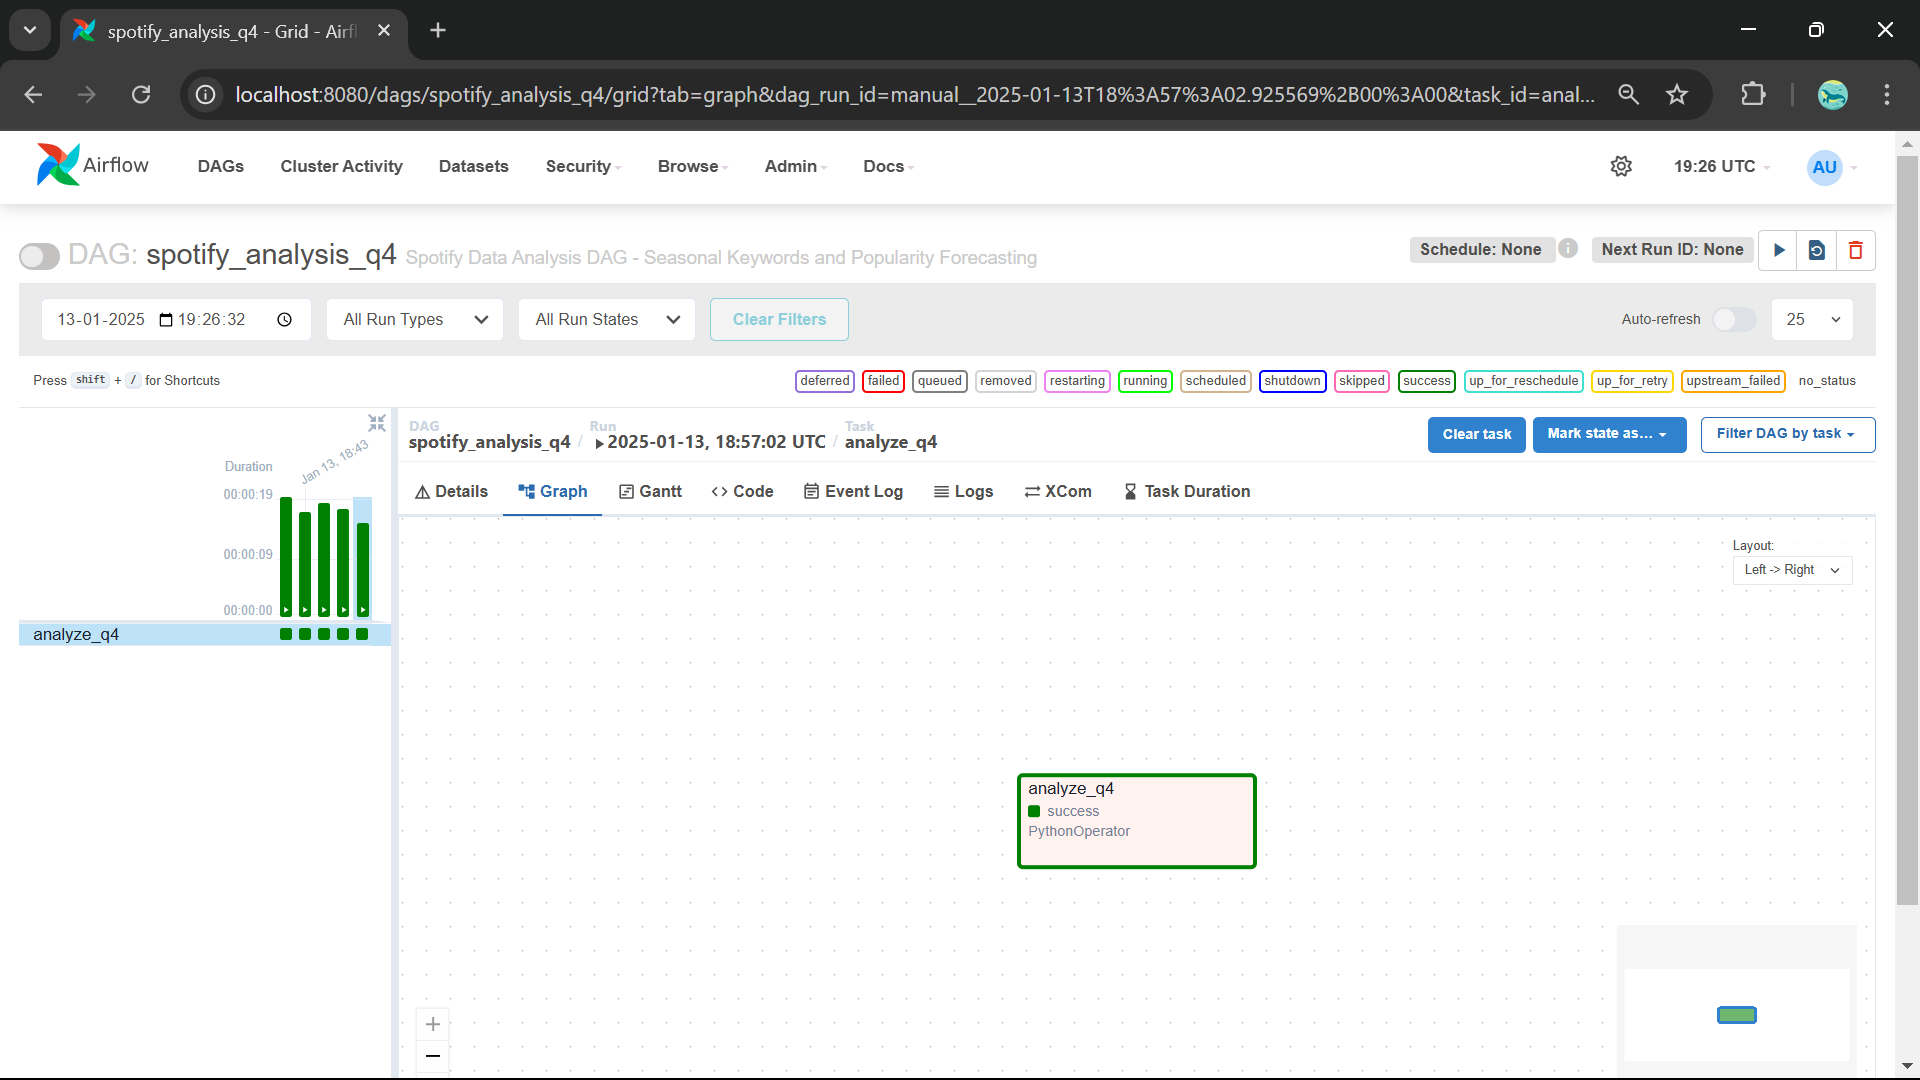 spotify_analysis_q4 - Grid - Airfl
localhost:8080/dags/spotify_analysis_q4/grid?tab=graph&dag_run_id=manual__2025-01-13T18%3A57%3A02.925569%2B00%3A00&task_id=anal...
Airflow DAGs Cluster Activity Datasets Security Browse Admin Docs 19:26 UTC AU
DAG: spotify_analysis_q4 Spotify Data Analysis DAG - Seasonal Keywords and Popularity Forecasting Schedule: None i Next Run ID: None
13-01-2025 19:26:32 All Run Types All Run States Clear Filters Auto-refresh 25
Press shift + / for Shortcuts deferred failed queued removed restarting running scheduled shutdown skipped success up_for_reschedule up_for_retry upstream_failed no_status
DAG Run Task
spotify_analysis_q4 / 2025-01-13, 18:57:02 UTC / analyze_q4 Clear task Mark state as... Filter DAG by task
Jan 13, 18:43
Duration
00:00:19
00:00:09
00:00:00
analyze_q4
Details Graph Gantt Code Event Log Logs XCom Task Duration
Layout:
Left -> Right
analyze_q4
success
PythonOperator